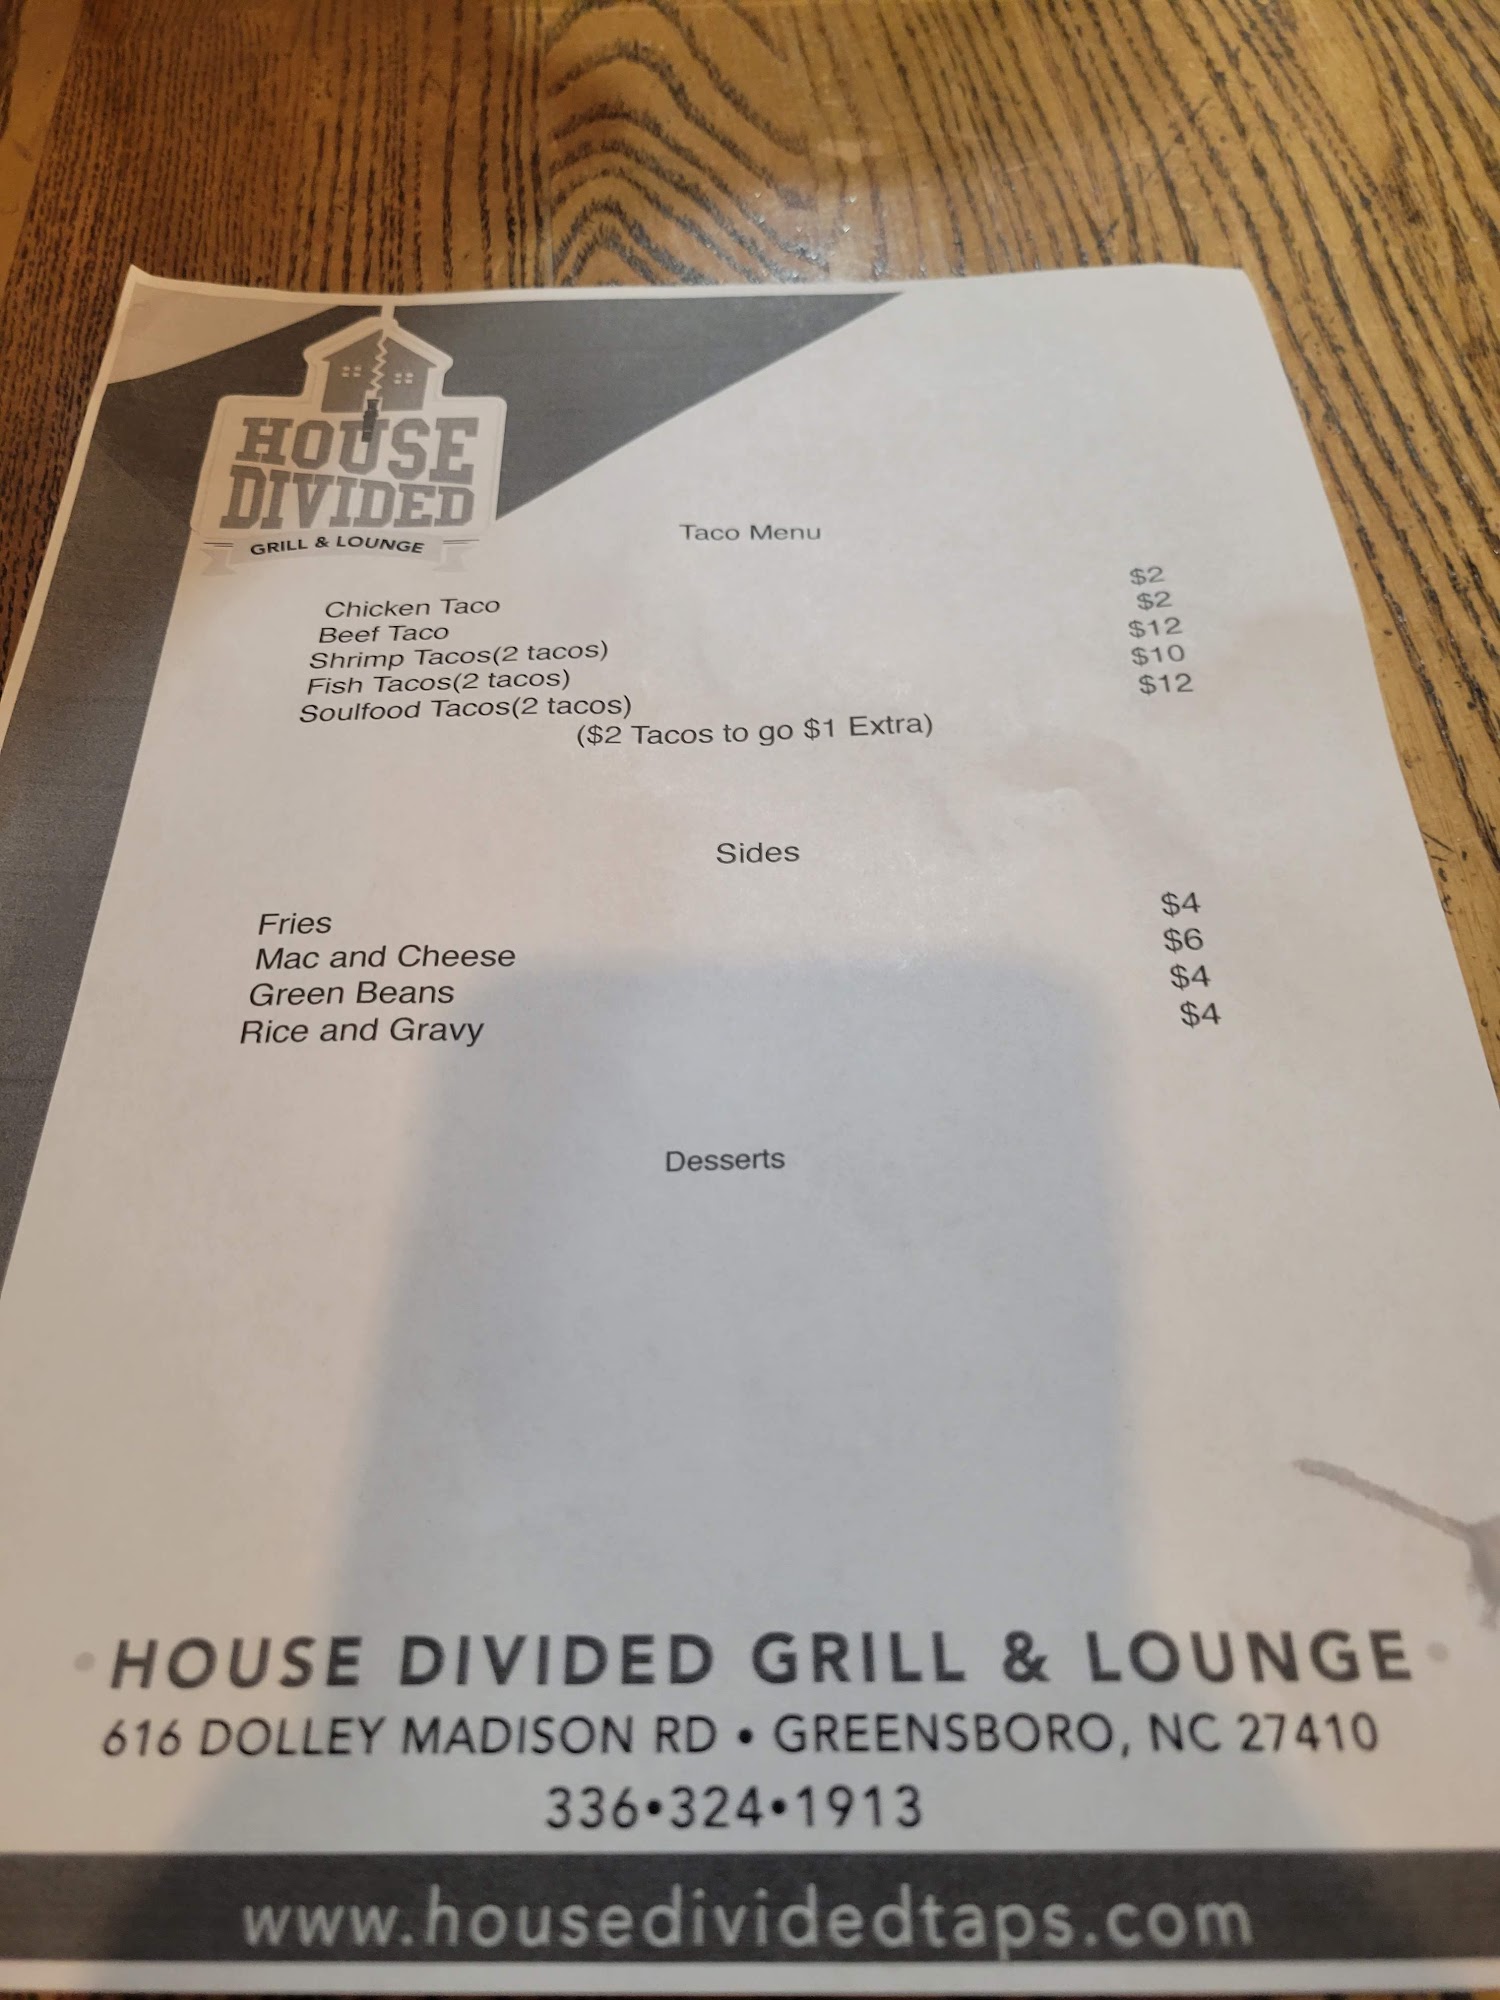 HOUSE
DIVIDED
GRILL & LOUNGE
Taco Menu
Chicken Taco $2
Beef Taco $2
Shrimp Tacos(2 tacos) $12
Fish Tacos(2 tacos) $10
Soulfood Tacos(2 tacos) $12
($2 Tacos to go $1 Extra)
Sides
Fries $4
Mac and Cheese $6
Green Beans $4
Rice and Gravy $4
Desserts
• HOUSE DIVIDED GRILL & LOUNGE •
616 DOLLEY MADISON RD • GREENSBORO, NC 27410
336•324•1913
www.housedividedtaps.com